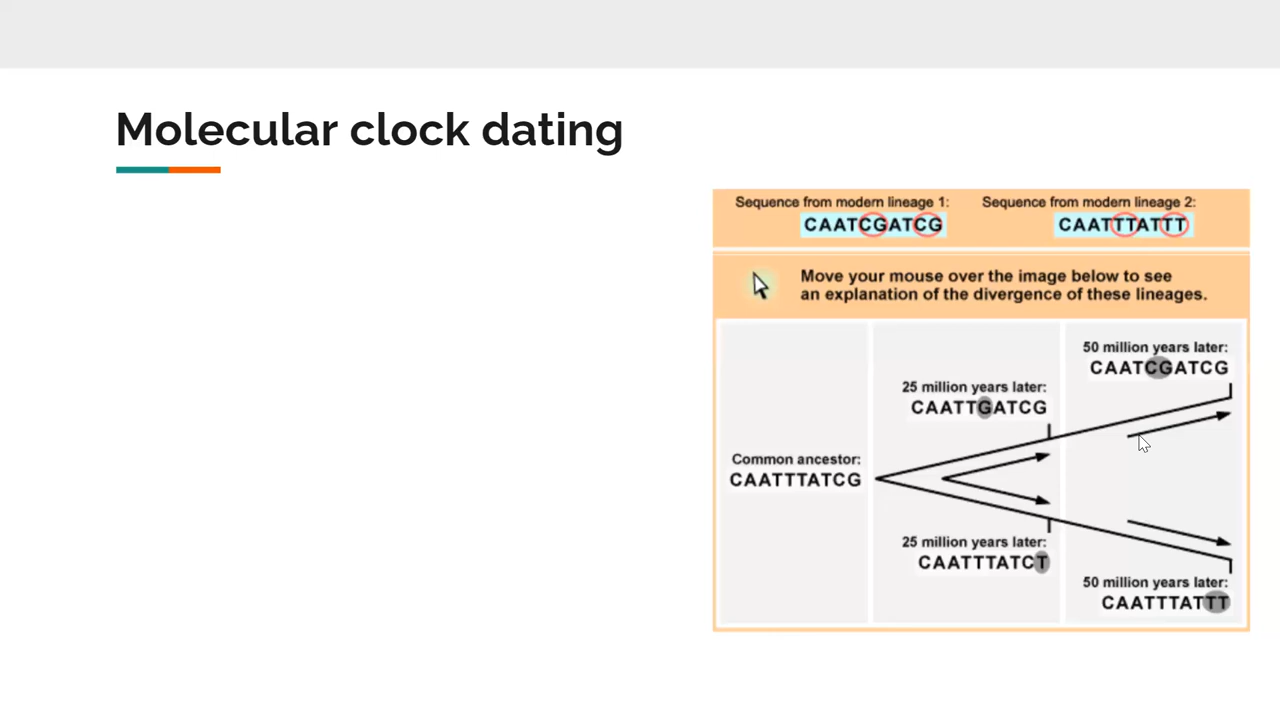 Molecular clock dating
Sequence from modern lineage 1:
CAATCGATCG
Sequence from modern lineage 2:
CAATTTATTT
Move your mouse over the image below to see
an explanation of the divergence of these lineages.
Common ancestor:
CAATTTATCG
25 million years later:
CAATTGATCG
25 million years later:
CAATTTATCT
50 million years later:
CAATCGATCG
50 million years later:
CAATTTATTT